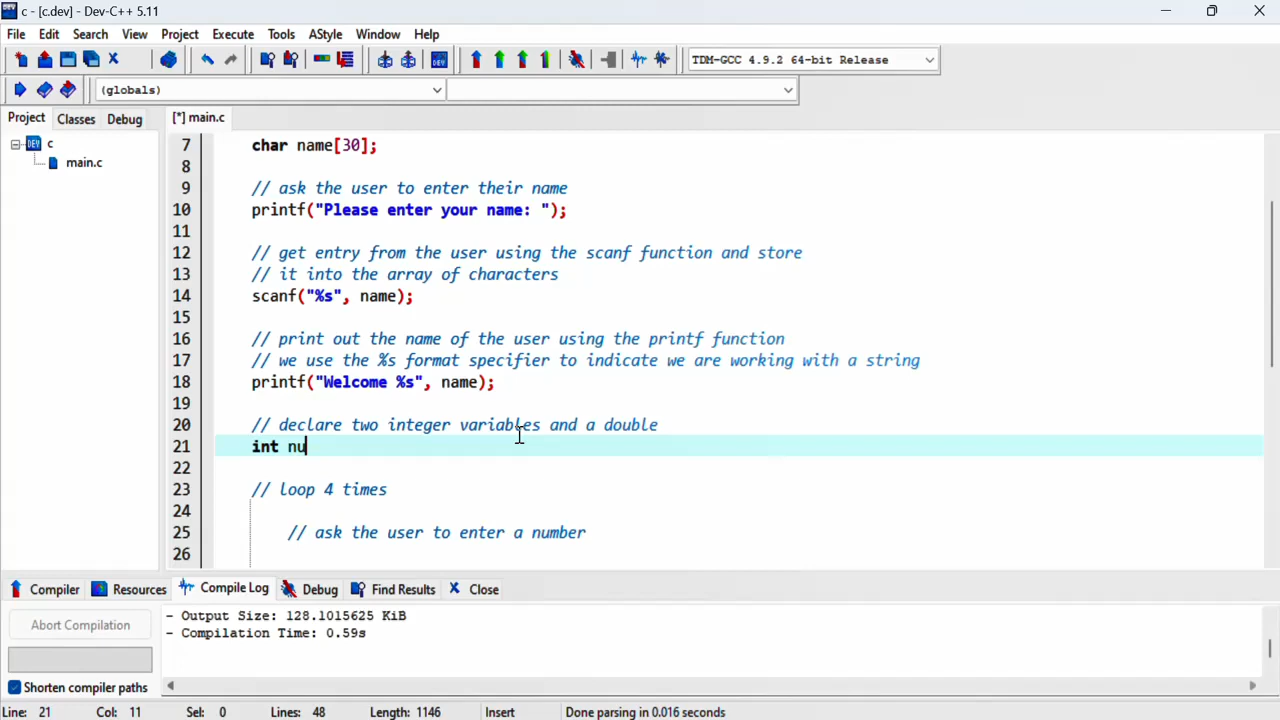 c - [c.dev] - Dev-C++ 5.11
File Edit Search View Project Execute Tools AStyle Window Help
TDM-GCC 4.9.2 64-bit Release
(globals)
Project Classes Debug [*] main.c
c
main.c
7 char name[30];
8
9 // ask the user to enter their name
10 printf("Please enter your name: ");
11
12 // get entry from the user using the scanf function and store
13 // it into the array of characters
14 scanf("%s", name);
15
16 // print out the name of the user using the printf function
17 // we use the %s format specifier to indicate we are working with a string
18 printf("Welcome %s", name);
19
20 // declare two integer variables and a double
21 int nu
22
23 // loop 4 times
24
25 // ask the user to enter a number
26
Compiler Resources Compile Log Debug Find Results Close
Abort Compilation
Shorten compiler paths
- Output Size: 128.1015625 KiB
- Compilation Time: 0.59s
Line: 21 Col: 11 Sel: 0 Lines: 48 Length: 1146 Insert Done parsing in 0.016 seconds